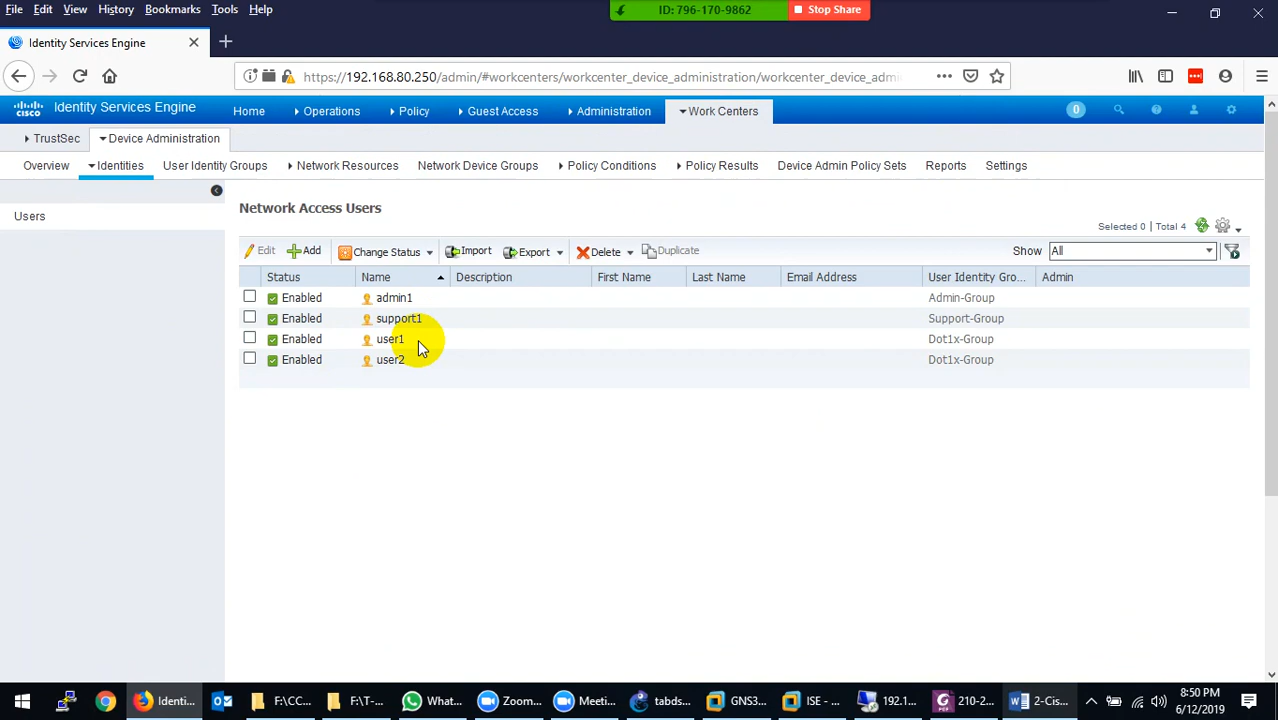 File Edit View History Bookmarks Tools Help
ID: 796-170-9862 Stop Share
Identity Services Engine
https://192.168.80.250/admin/#workcenters/workcenter_device_administration/workcenter_device_admi
CISCO Identity Services Engine Home Operations Policy Guest Access Administration Work Centers 0
TrustSec Device Administration
Overview Identities User Identity Groups Network Resources Network Device Groups Policy Conditions Policy Results Device Admin Policy Sets Reports Settings
Users
Network Access Users
Selected 0 | Total 4
Edit Add Change Status Import Export Delete Duplicate Show All
Status Name Description First Name Last Name Email Address User Identity Gro... Admin
Enabled admin1 Admin-Group
Enabled support1 Support-Group
Enabled user1 Dot1x-Group
Enabled user2 Dot1x-Group
Identi... F:\CC... F:\T-... What... Zoom... Meeti... tabds... GNS3... ISE - ... 192.1... 210-2... 2-Cis...
8:50 PM
6/12/2019